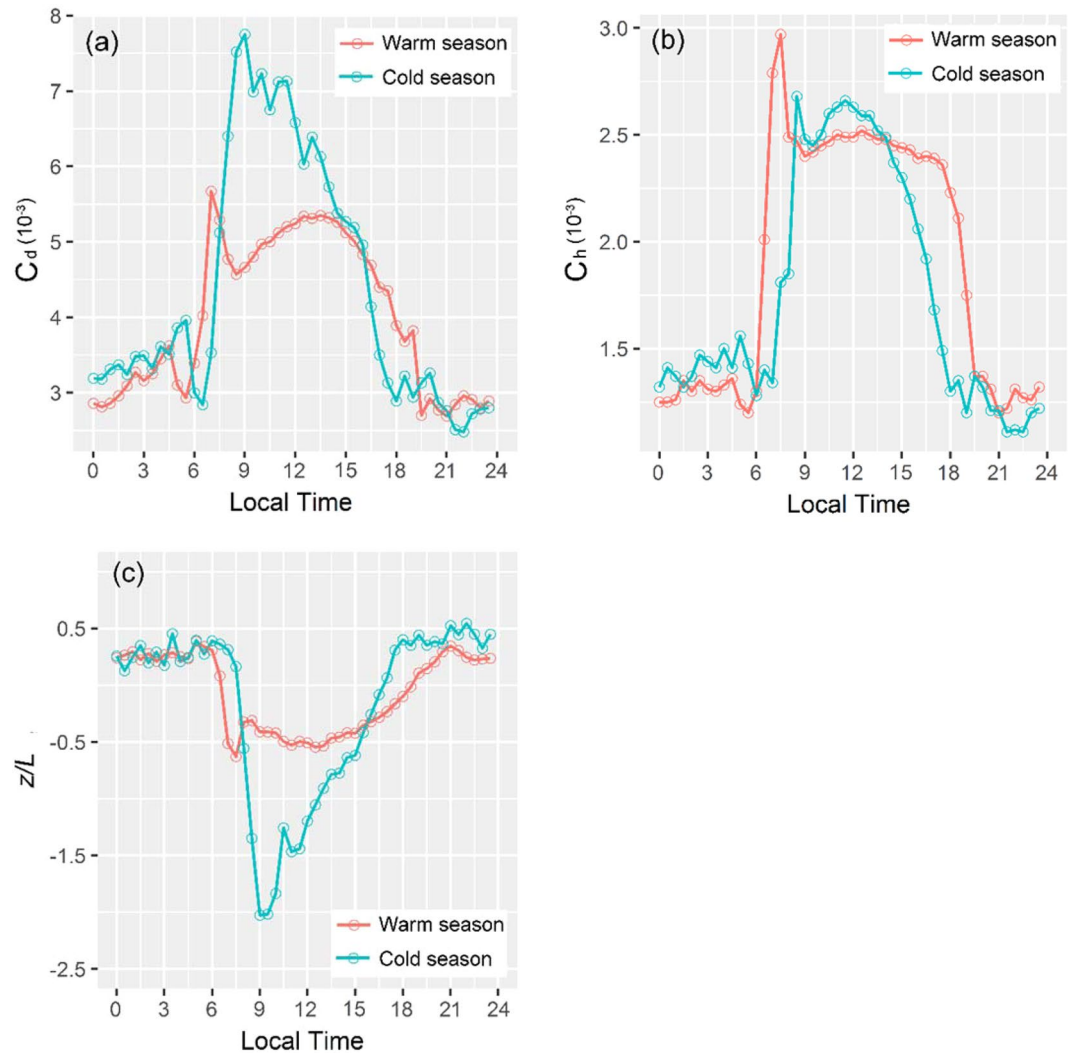 (a)
Warm season
Cold season
8
7
6
5
4
3
C_d (10⁻³)
0 3 6 9 12 15 18 21 24
Local Time
(b)
Warm season
Cold season
3.0
2.5
2.0
1.5
C_h (10⁻³)
0 3 6 9 12 15 18 21 24
Local Time
(c)
0.5
-0.5
-1.5
-2.5
z/L
Warm season
Cold season
0 3 6 9 12 15 18 21 24
Local Time